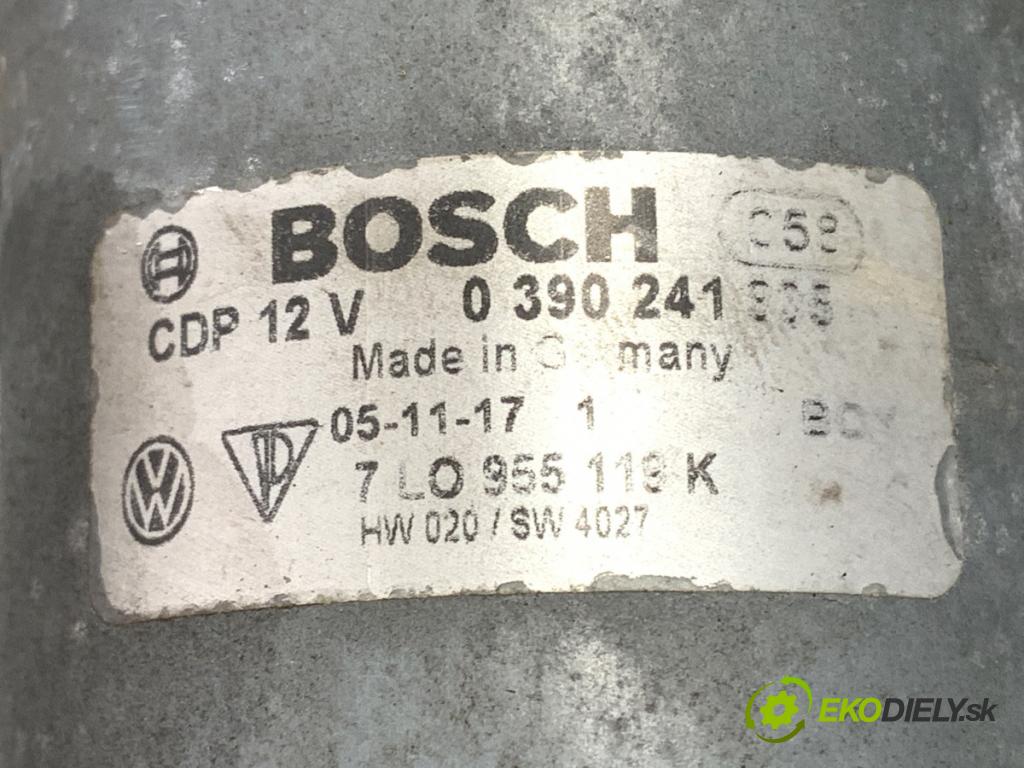 BOSCH
CDP 12 V 0 390 241
Made in Germany
05-11-17 1
7 LO 955 119 K
HW 020 / SW 4027
EKODIELY.sk